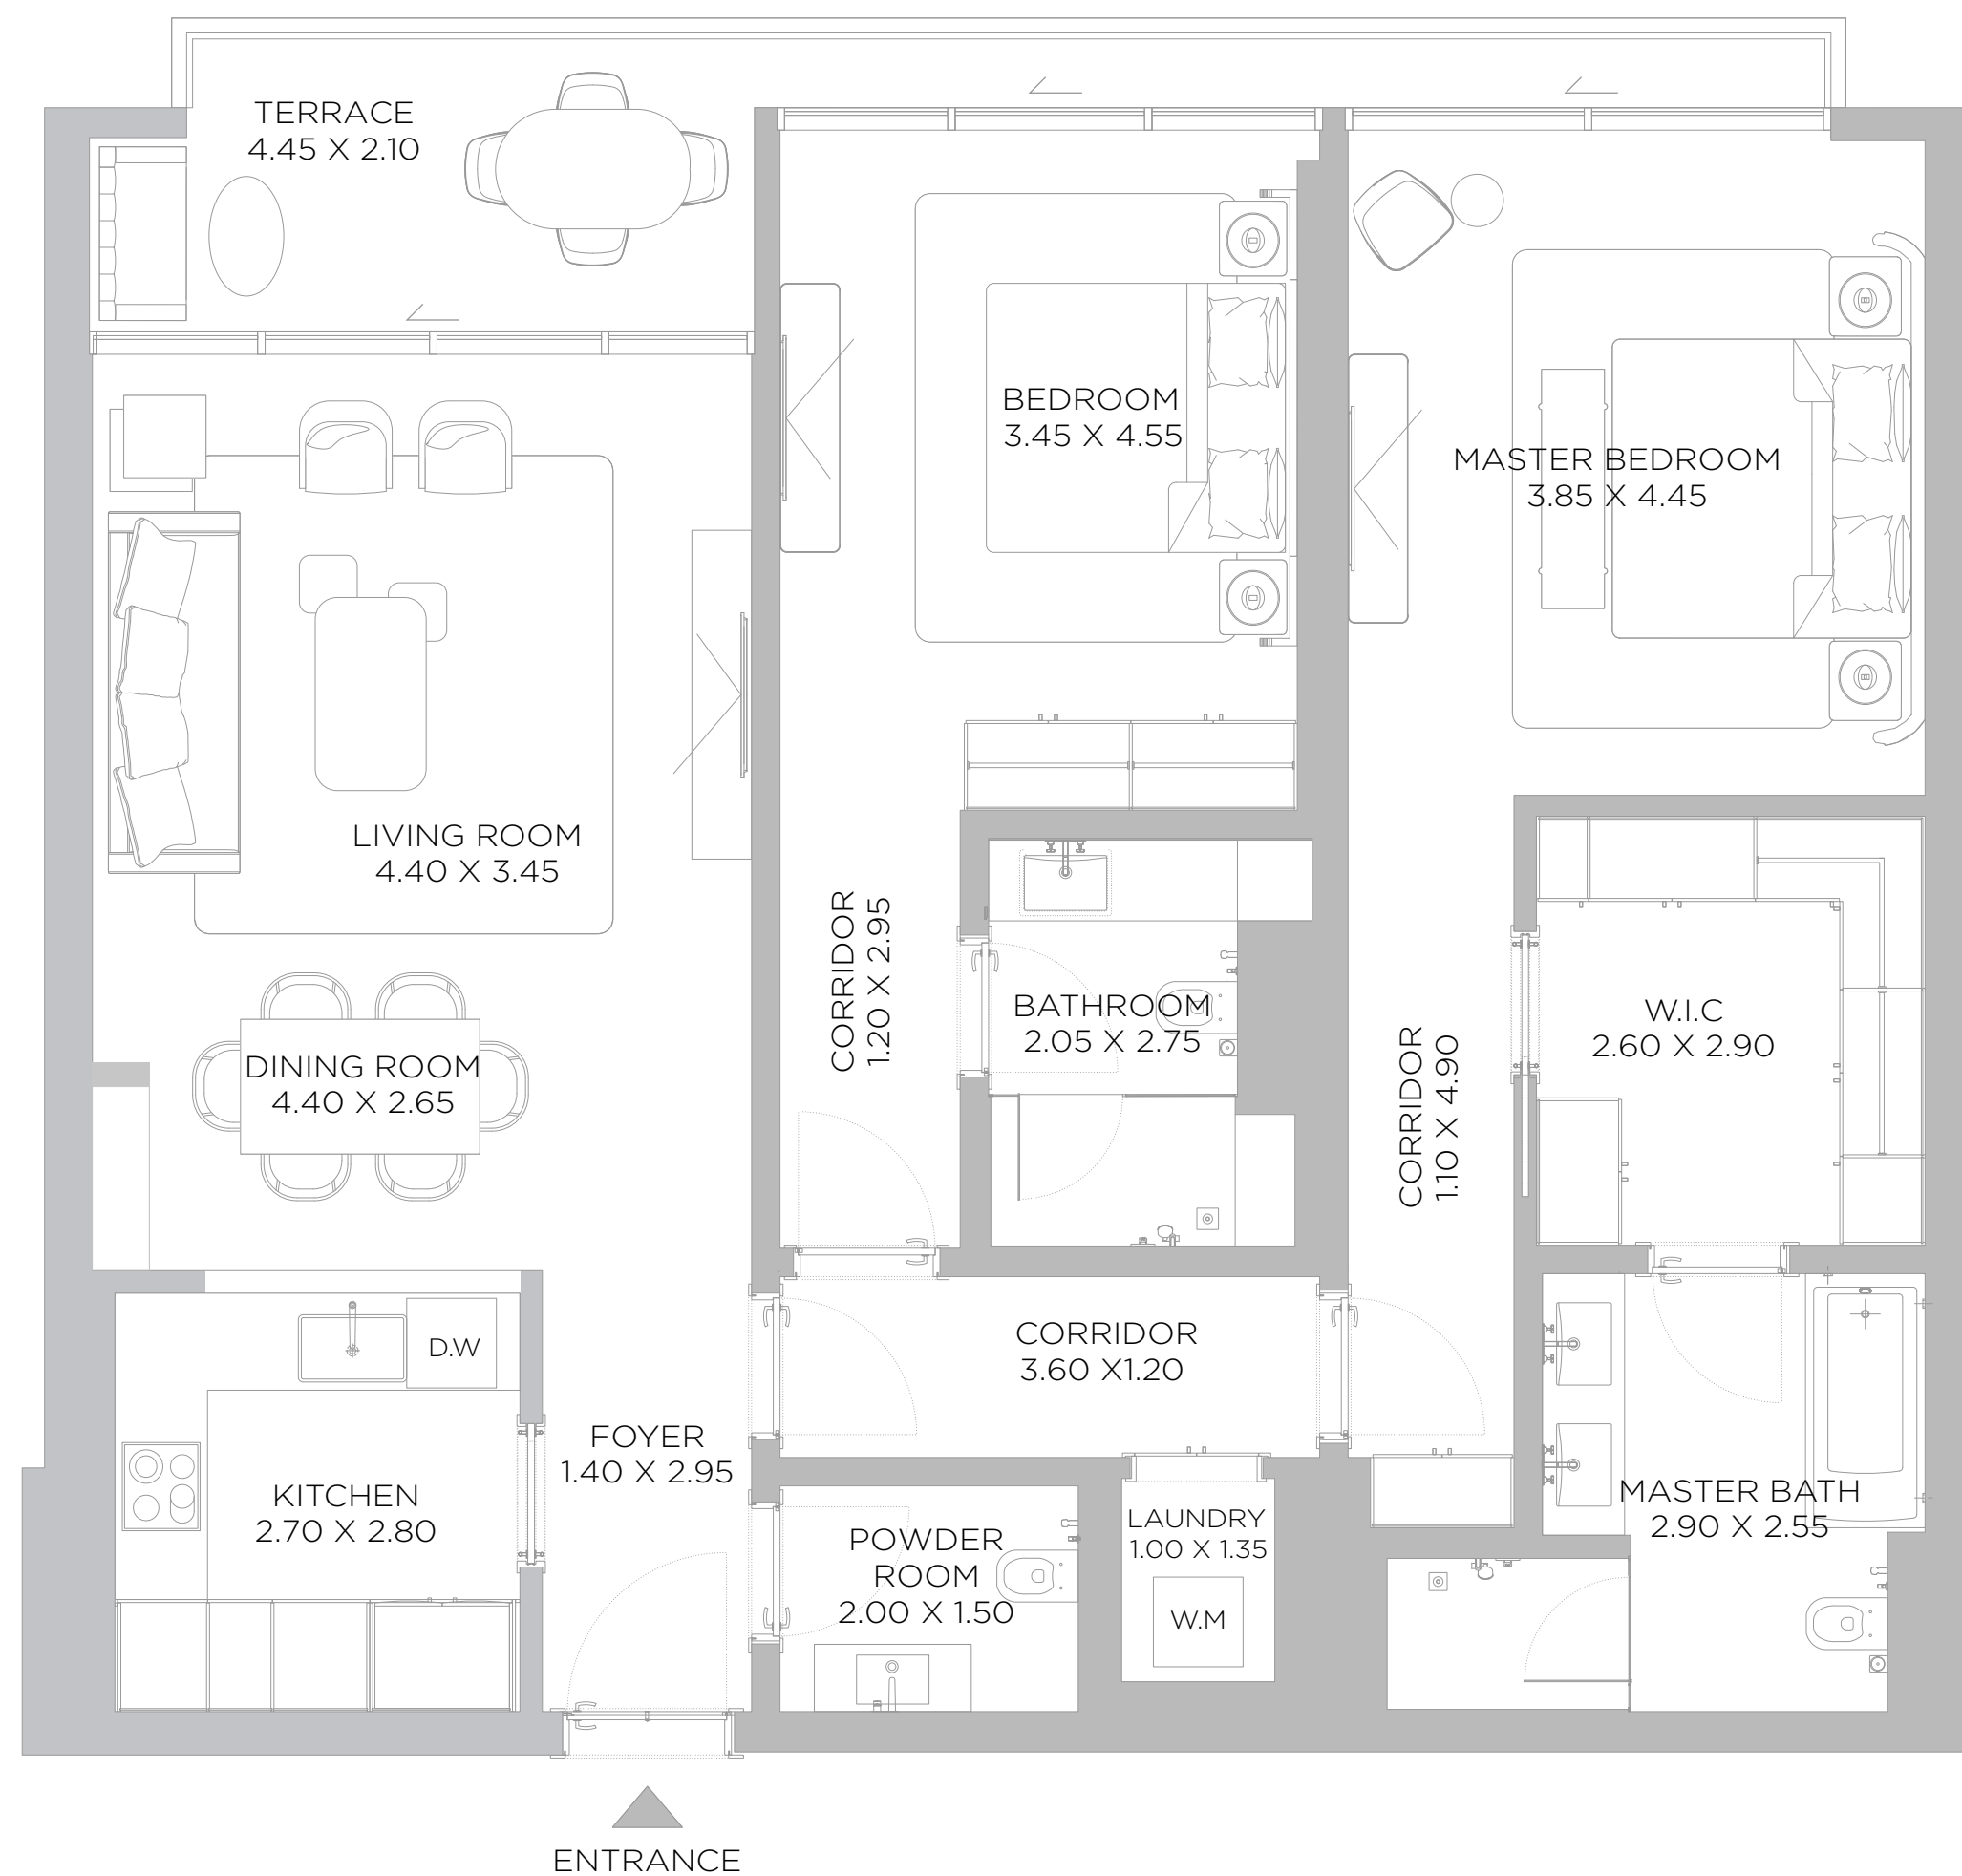 TERRACE
4.45 X 2.10
BEDROOM
3.45 X 4.55
MASTER BEDROOM
3.85 X 4.45
LIVING ROOM
4.40 X 3.45
CORRIDOR
1.20 X 2.95
BATHROOM
2.05 X 2.75
W.I.C
2.60 X 2.90
DINING ROOM
4.40 X 2.65
CORRIDOR
1.10 X 4.90
D.W
CORRIDOR
3.60 X1.20
FOYER
1.40 X 2.95
KITCHEN
2.70 X 2.80
POWDER
ROOM
2.00 X 1.50
LAUNDRY
1.00 X 1.35
W.M
MASTER BATH
2.90 X 2.55
ENTRANCE